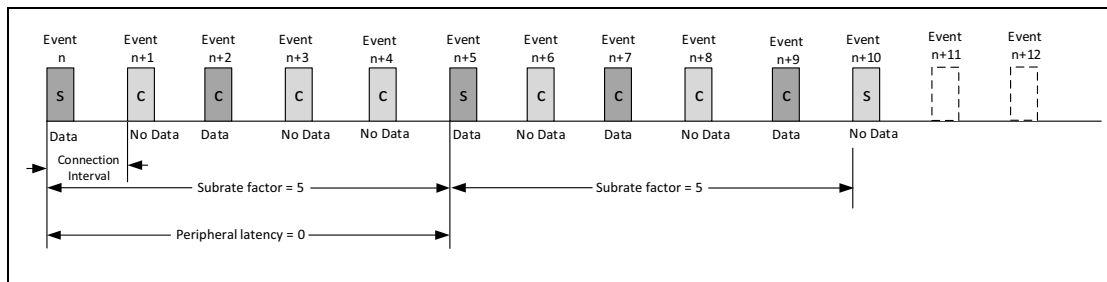 Event n
Event n+1
Event n+2
Event n+3
Event n+4
Event n+5
Event n+6
Event n+7
Event n+8
Event n+9
Event n+10
Event n+11
Event n+12
S C C C C S C C C C S
Data
No Data
Data
No Data
No Data
Data
No Data
Data
No Data
Data
No Data
Connection
Interval
Subrate factor = 5
Subrate factor = 5
Peripheral latency = 0